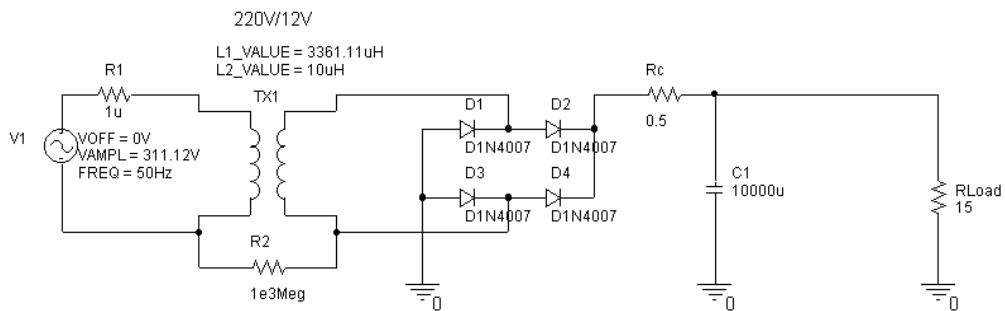 220V/12V
L1_VALUE = 3361.11uH
L2_VALUE = 10uH
R1
1u
TX1
V1
VOFF = 0V
VAMPL = 311.12V
FREQ = 50Hz
R2
1e3Meg
D1
D1N4007
D2
D1N4007
D3
D1N4007
D4
D1N4007
Rc
0.5
C1
10000u
RLoad
15
0
0
0